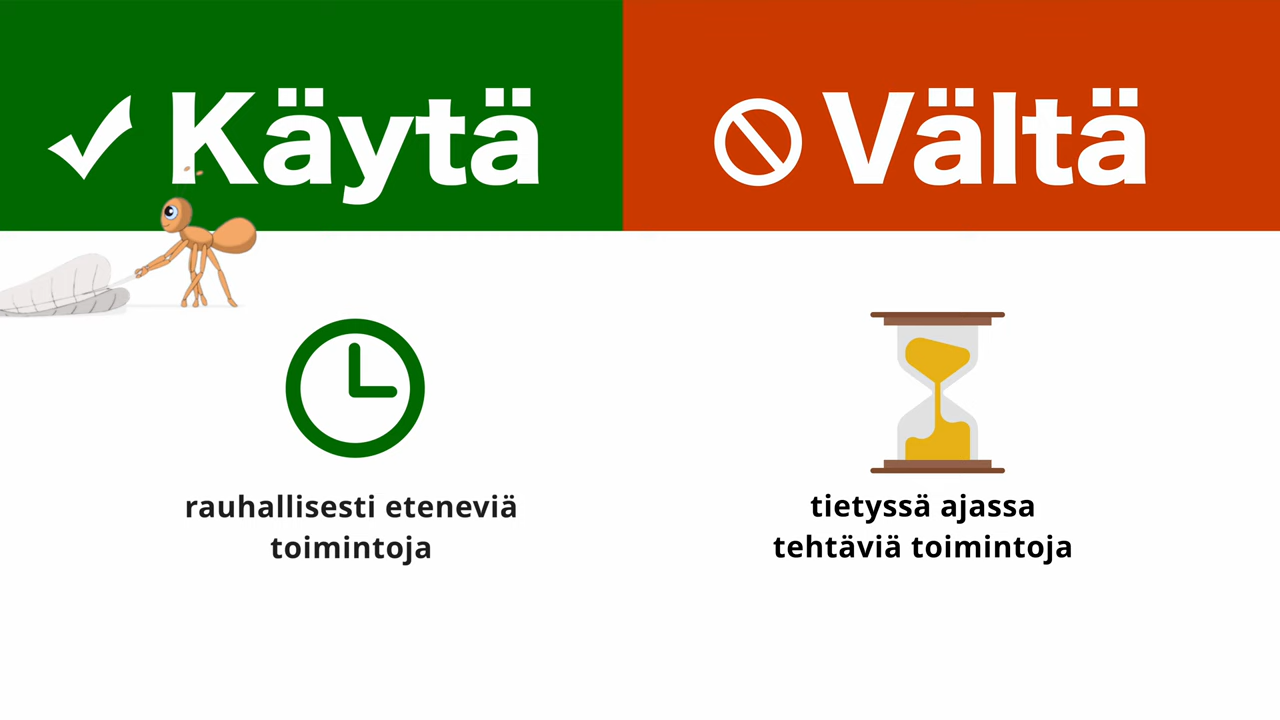 Käytä
Vältä
rauhallisesti eteneviä
toimintoja
tietyssä ajassa
tehtäviä toimintoja